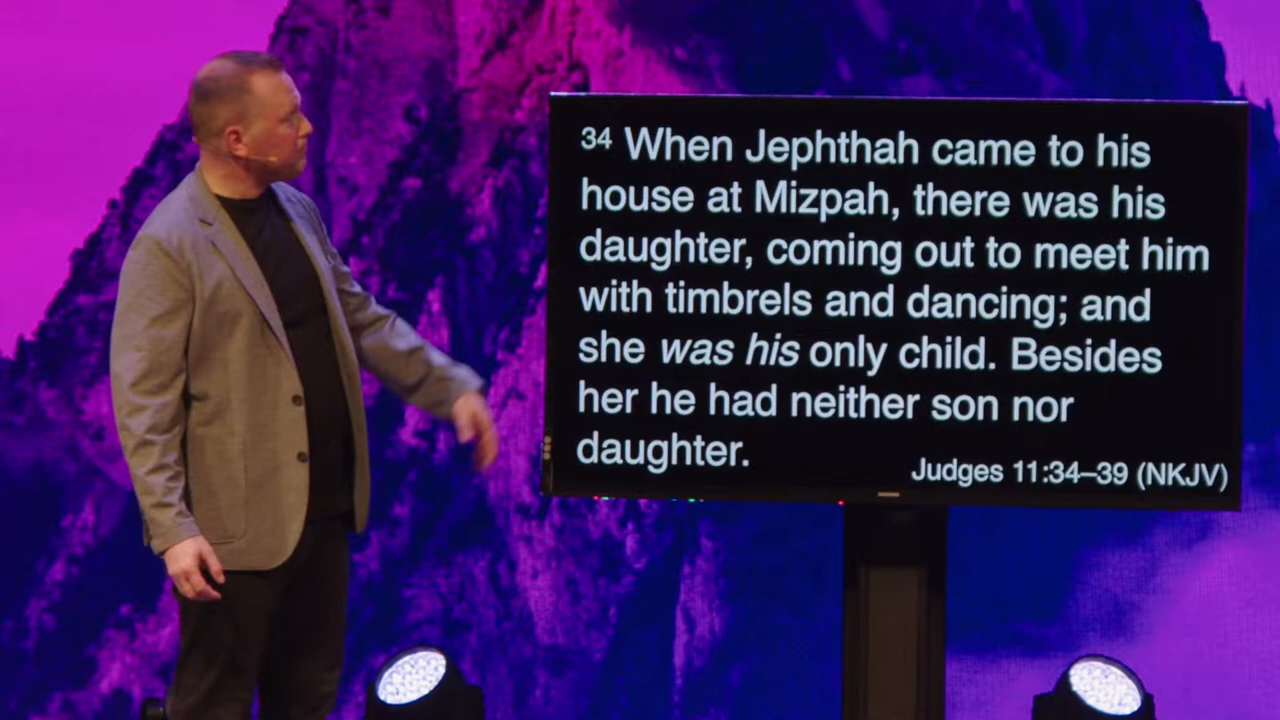 34 When Jephthah came to his
house at Mizpah, there was his
daughter, coming out to meet him
with timbrels and dancing; and
she was his only child. Besides
her he had neither son nor
daughter.
Judges 11:34–39 (NKJV)